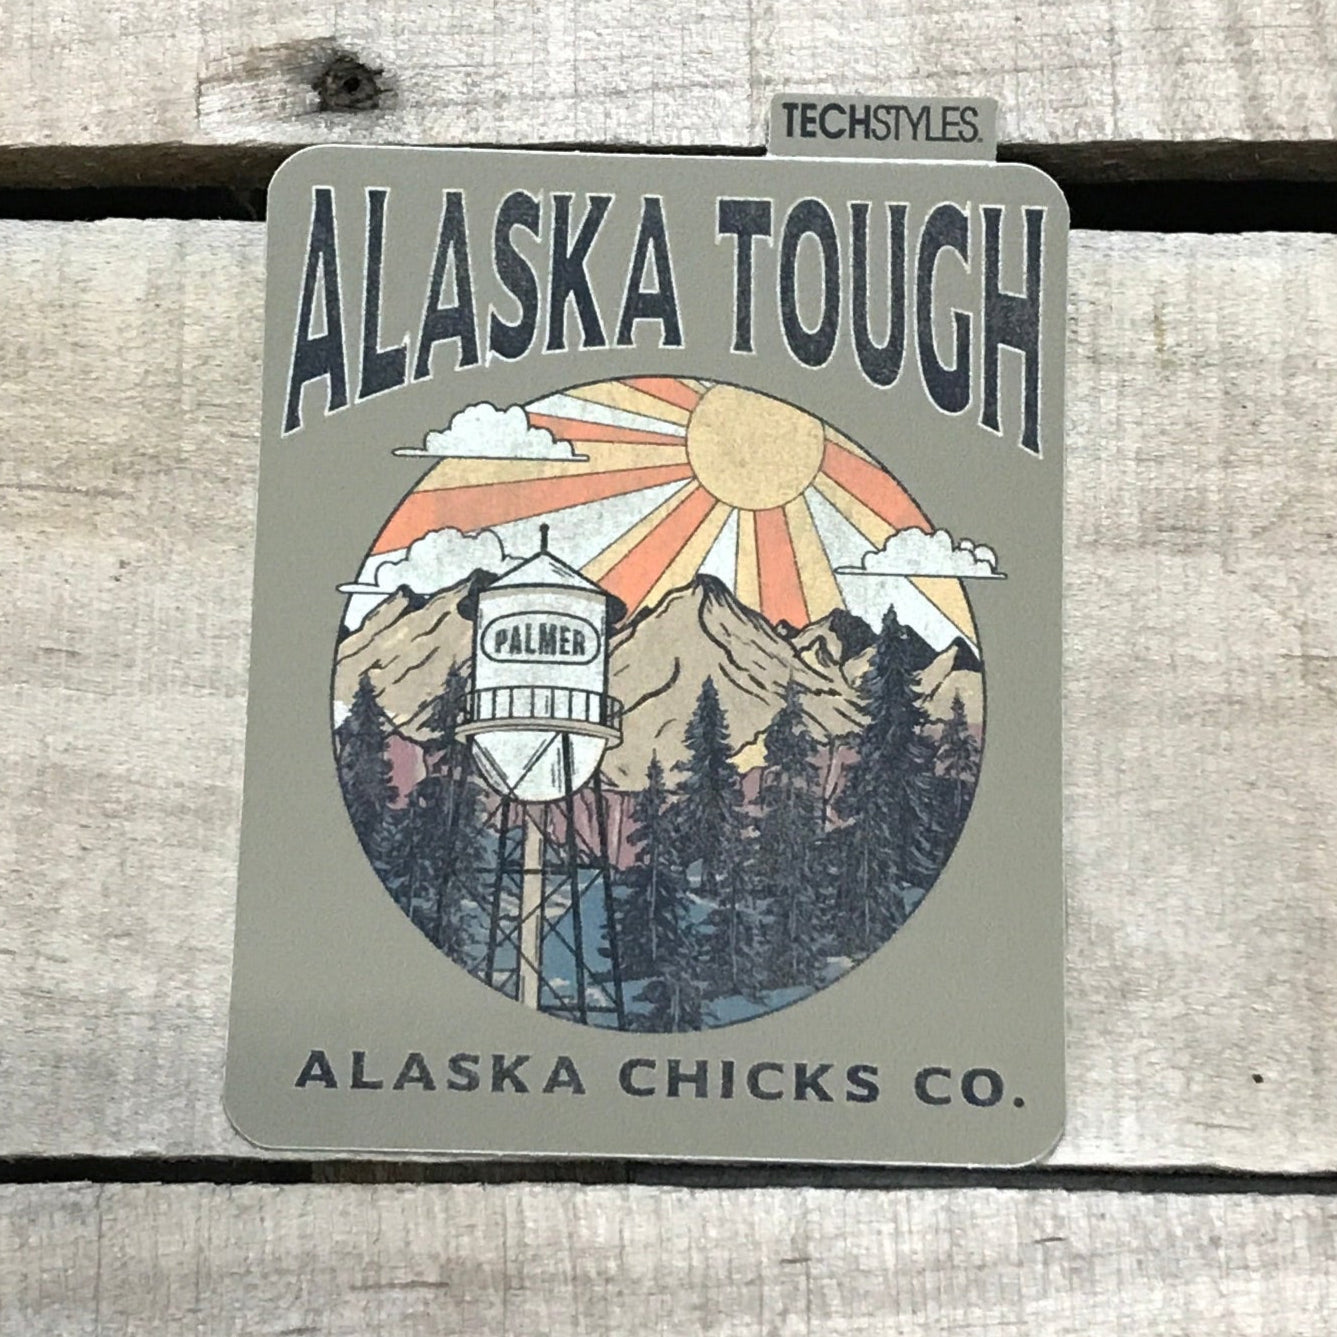 TECHSTYLES.
ALASKA TOUGH
PALMER
ALASKA CHICKS CO.